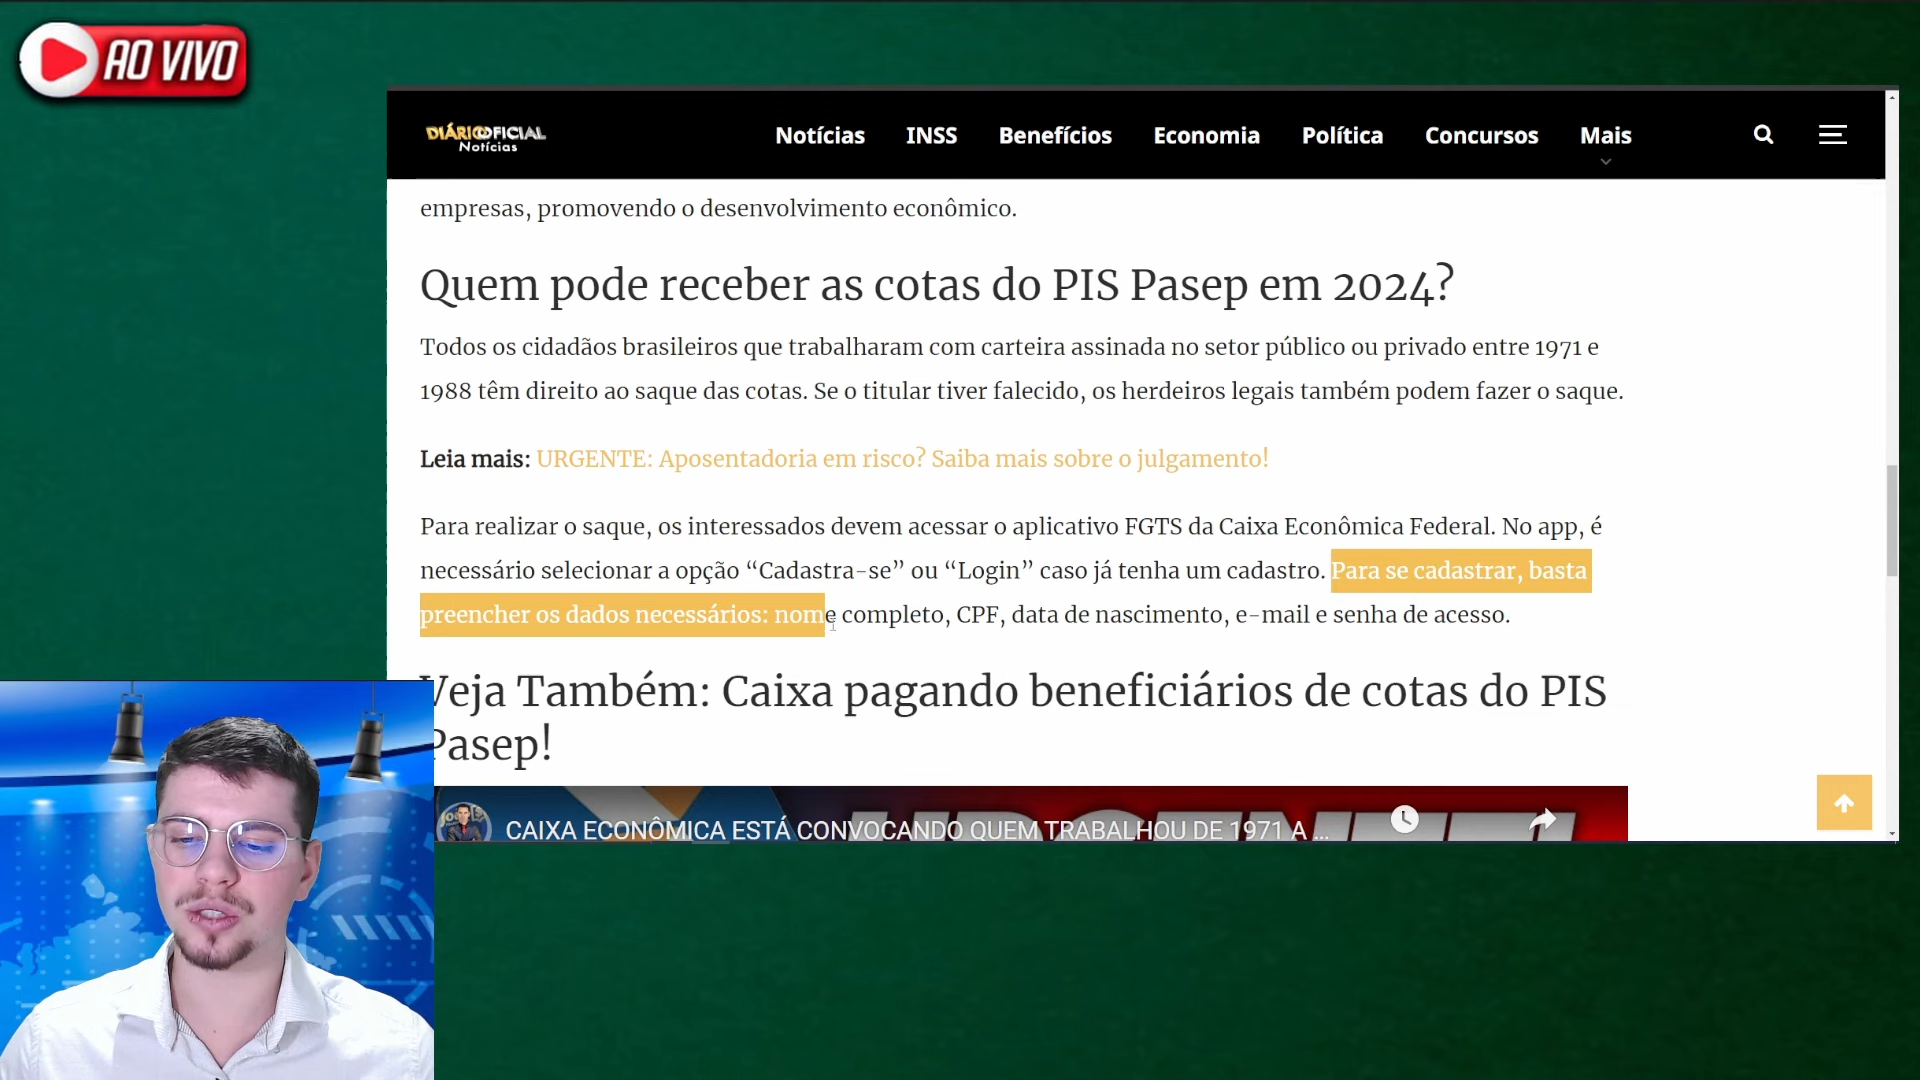 AO VIVO
DIÁRIO OFICIAL
Notícias
Notícias INSS Benefícios Economia Política Concursos Mais
empresas, promovendo o desenvolvimento econômico.
Quem pode receber as cotas do PIS Pasep em 2024?
Todos os cidadãos brasileiros que trabalharam com carteira assinada no setor público ou privado entre 1971 e
1988 têm direito ao saque das cotas. Se o titular tiver falecido, os herdeiros legais também podem fazer o saque.
Leia mais: URGENTE: Aposentadoria em risco? Saiba mais sobre o julgamento!
Para realizar o saque, os interessados devem acessar o aplicativo FGTS da Caixa Econômica Federal. No app, é
necessário selecionar a opção “Cadastra-se” ou “Login” caso já tenha um cadastro. Para se cadastrar, basta
preencher os dados necessários: nome completo, CPF, data de nascimento, e-mail e senha de acesso.
Veja Também: Caixa pagando beneficiários de cotas do PIS
Pasep!
CAIXA ECONÔMICA ESTÁ CONVOCANDO QUEM TRABALHOU DE 1971 A ...